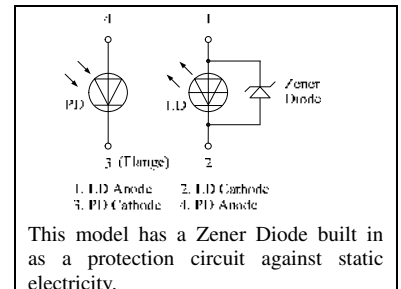 4 1
PD LD Zener
Diode
3 (Flange) 2
1. LD Anode 2. LD Cathode
3. PD Cathode 4. PD Anode
This model has a Zener Diode built in
as a protection circuit against static
electricity.